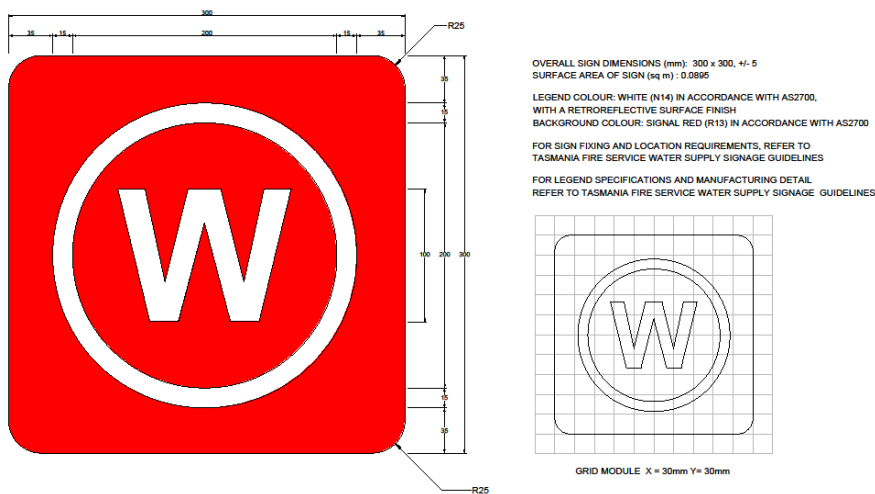 300
35 15 200 15 35
R25
35
15
W
100 200 300
15
35
R25
OVERALL SIGN DIMENSIONS (mm): 300 x 300, +/- 5
SURFACE AREA OF SIGN (sq m) : 0.0895
LEGEND COLOUR: WHITE (N14) IN ACCORDANCE WITH AS2700,
WITH A RETROREFLECTIVE SURFACE FINISH
BACKGROUND COLOUR: SIGNAL RED (R13) IN ACCORDANCE WITH AS2700
FOR SIGN FIXING AND LOCATION REQUIREMENTS, REFER TO
TASMANIA FIRE SERVICE WATER SUPPLY SIGNAGE GUIDELINES
FOR LEGEND SPECIFICATIONS AND MANUFACTURING DETAIL
REFER TO TASMANIA FIRE SERVICE WATER SUPPLY SIGNAGE GUIDELINES
W
GRID MODULE X = 30mm Y= 30mm